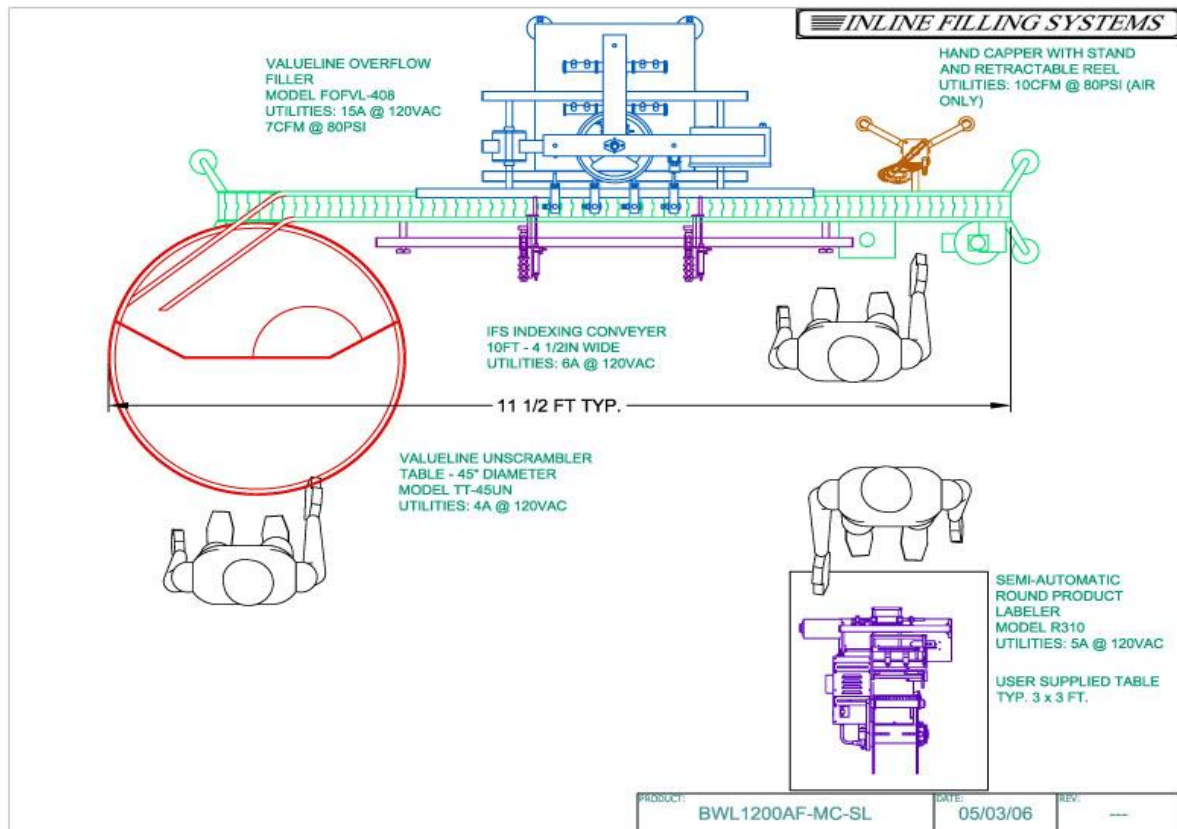 INLINE FILLING SYSTEMS
VALUELINE OVERFLOW
FILLER
MODEL FOFVL-408
UTILITIES: 15A @ 120VAC
7CFM @ 80PSI
HAND CAPPER WITH STAND
AND RETRACTABLE REEL
UTILITIES: 10CFM @ 80PSI (AIR
ONLY)
IFS INDEXING CONVEYER
10FT - 4 1/2IN WIDE
UTILITIES: 6A @ 120VAC
11 1/2 FT TYP.
VALUELINE UNSCRAMBLER
TABLE - 45" DIAMETER
MODEL TT-45UN
UTILITIES: 4A @ 120VAC
SEMI-AUTOMATIC
ROUND PRODUCT
LABELER
MODEL R310
UTILITIES: 5A @ 120VAC
USER SUPPLIED TABLE
TYP. 3 x 3 FT.
PRODUCT:
BWL1200AF-MC-SL
DATE:
05/03/06
REV:
---